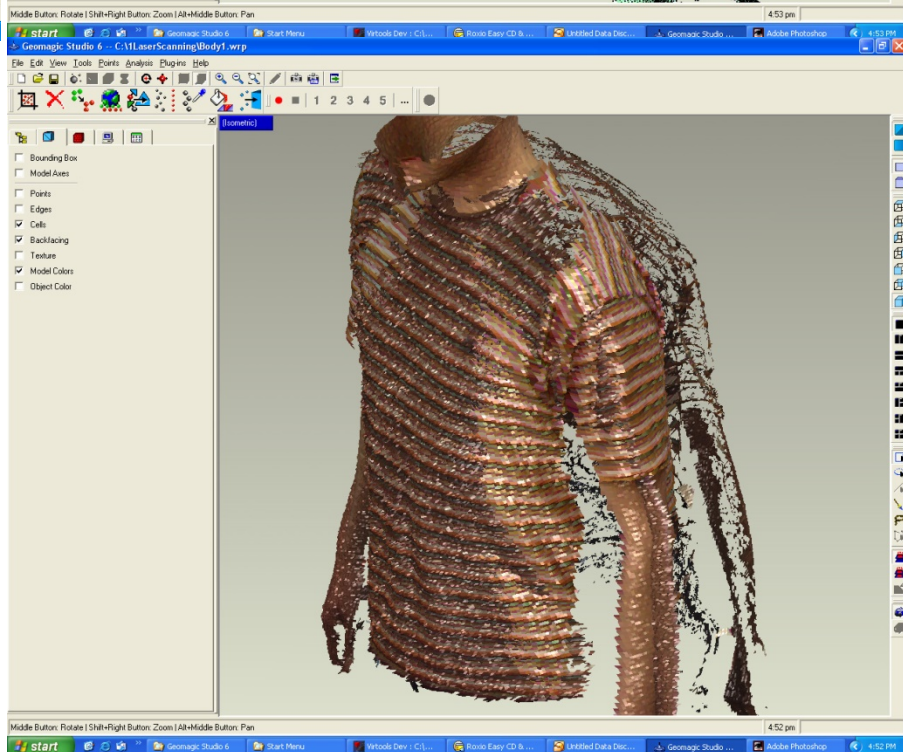 Middle Button: Rotate | Shift+Right Button: Zoom | Alt+Middle Button: Pan
4:53 pm
start
Geomagic Studio 6
Start Menu
Virtools Dev : C:\...
Roxio Easy CD & ...
Untitled Data Disc...
Geomagic Studio ...
Adobe Photoshop
4:53 PM
Geomagic Studio 6 -- C:\1LaserScanning\Body1.wrp
File Edit View Tools Points Analysis Plug-ins Help
1 2 3 4 5 ...
(Isometric)
Bounding Box
Model Axes
Points
Edges
Cells
Backfacing
Texture
Model Colors
Object Color
Middle Button: Rotate | Shift+Right Button: Zoom | Alt+Middle Button: Pan
4:52 pm
start
Geomagic Studio 6
Start Menu
Virtools Dev : C:\...
Roxio Easy CD & ...
Untitled Data Disc...
Geomagic Studio ...
Adobe Photoshop
4:52 PM